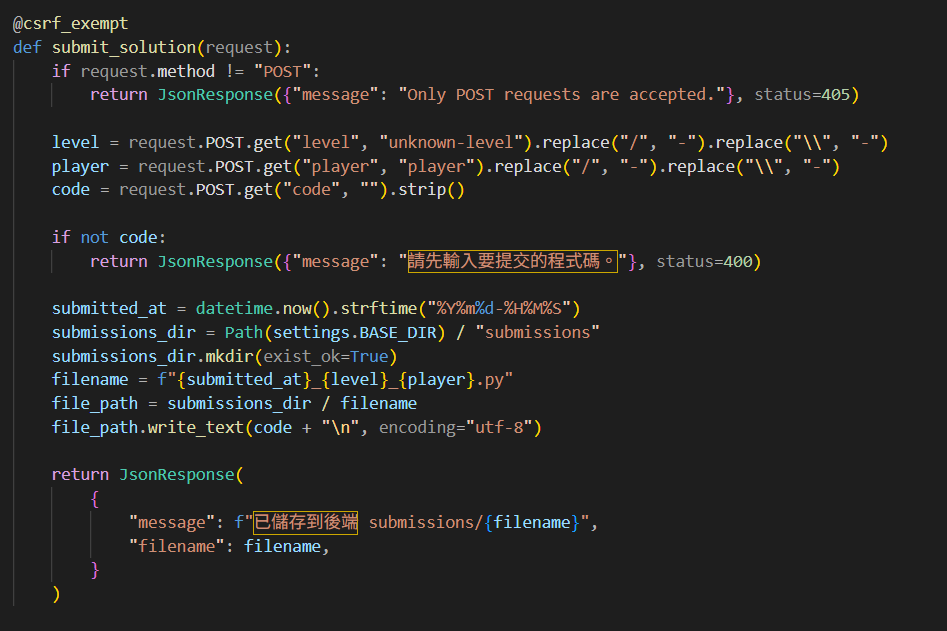 @csrf_exempt
def submit_solution(request):
    if request.method != "POST":
        return JsonResponse({"message": "Only POST requests are accepted."}, status=405)

    level = request.POST.get("level", "unknown-level").replace("/", "-").replace("\\", "-")
    player = request.POST.get("player", "player").replace("/", "-").replace("\\", "-")
    code = request.POST.get("code", "").strip()

    if not code:
        return JsonResponse({"message": "請先輸入要提交的程式碼。"}, status=400)

    submitted_at = datetime.now().strftime("%Y%m%d-%H%M%S")
    submissions_dir = Path(settings.BASE_DIR) / "submissions"
    submissions_dir.mkdir(exist_ok=True)
    filename = f"{submitted_at}_{level}_{player}.py"
    file_path = submissions_dir / filename
    file_path.write_text(code + "\n", encoding="utf-8")

    return JsonResponse(
        {
            "message": f"已儲存到後端 submissions/{filename}",
            "filename": filename,
        }
    )